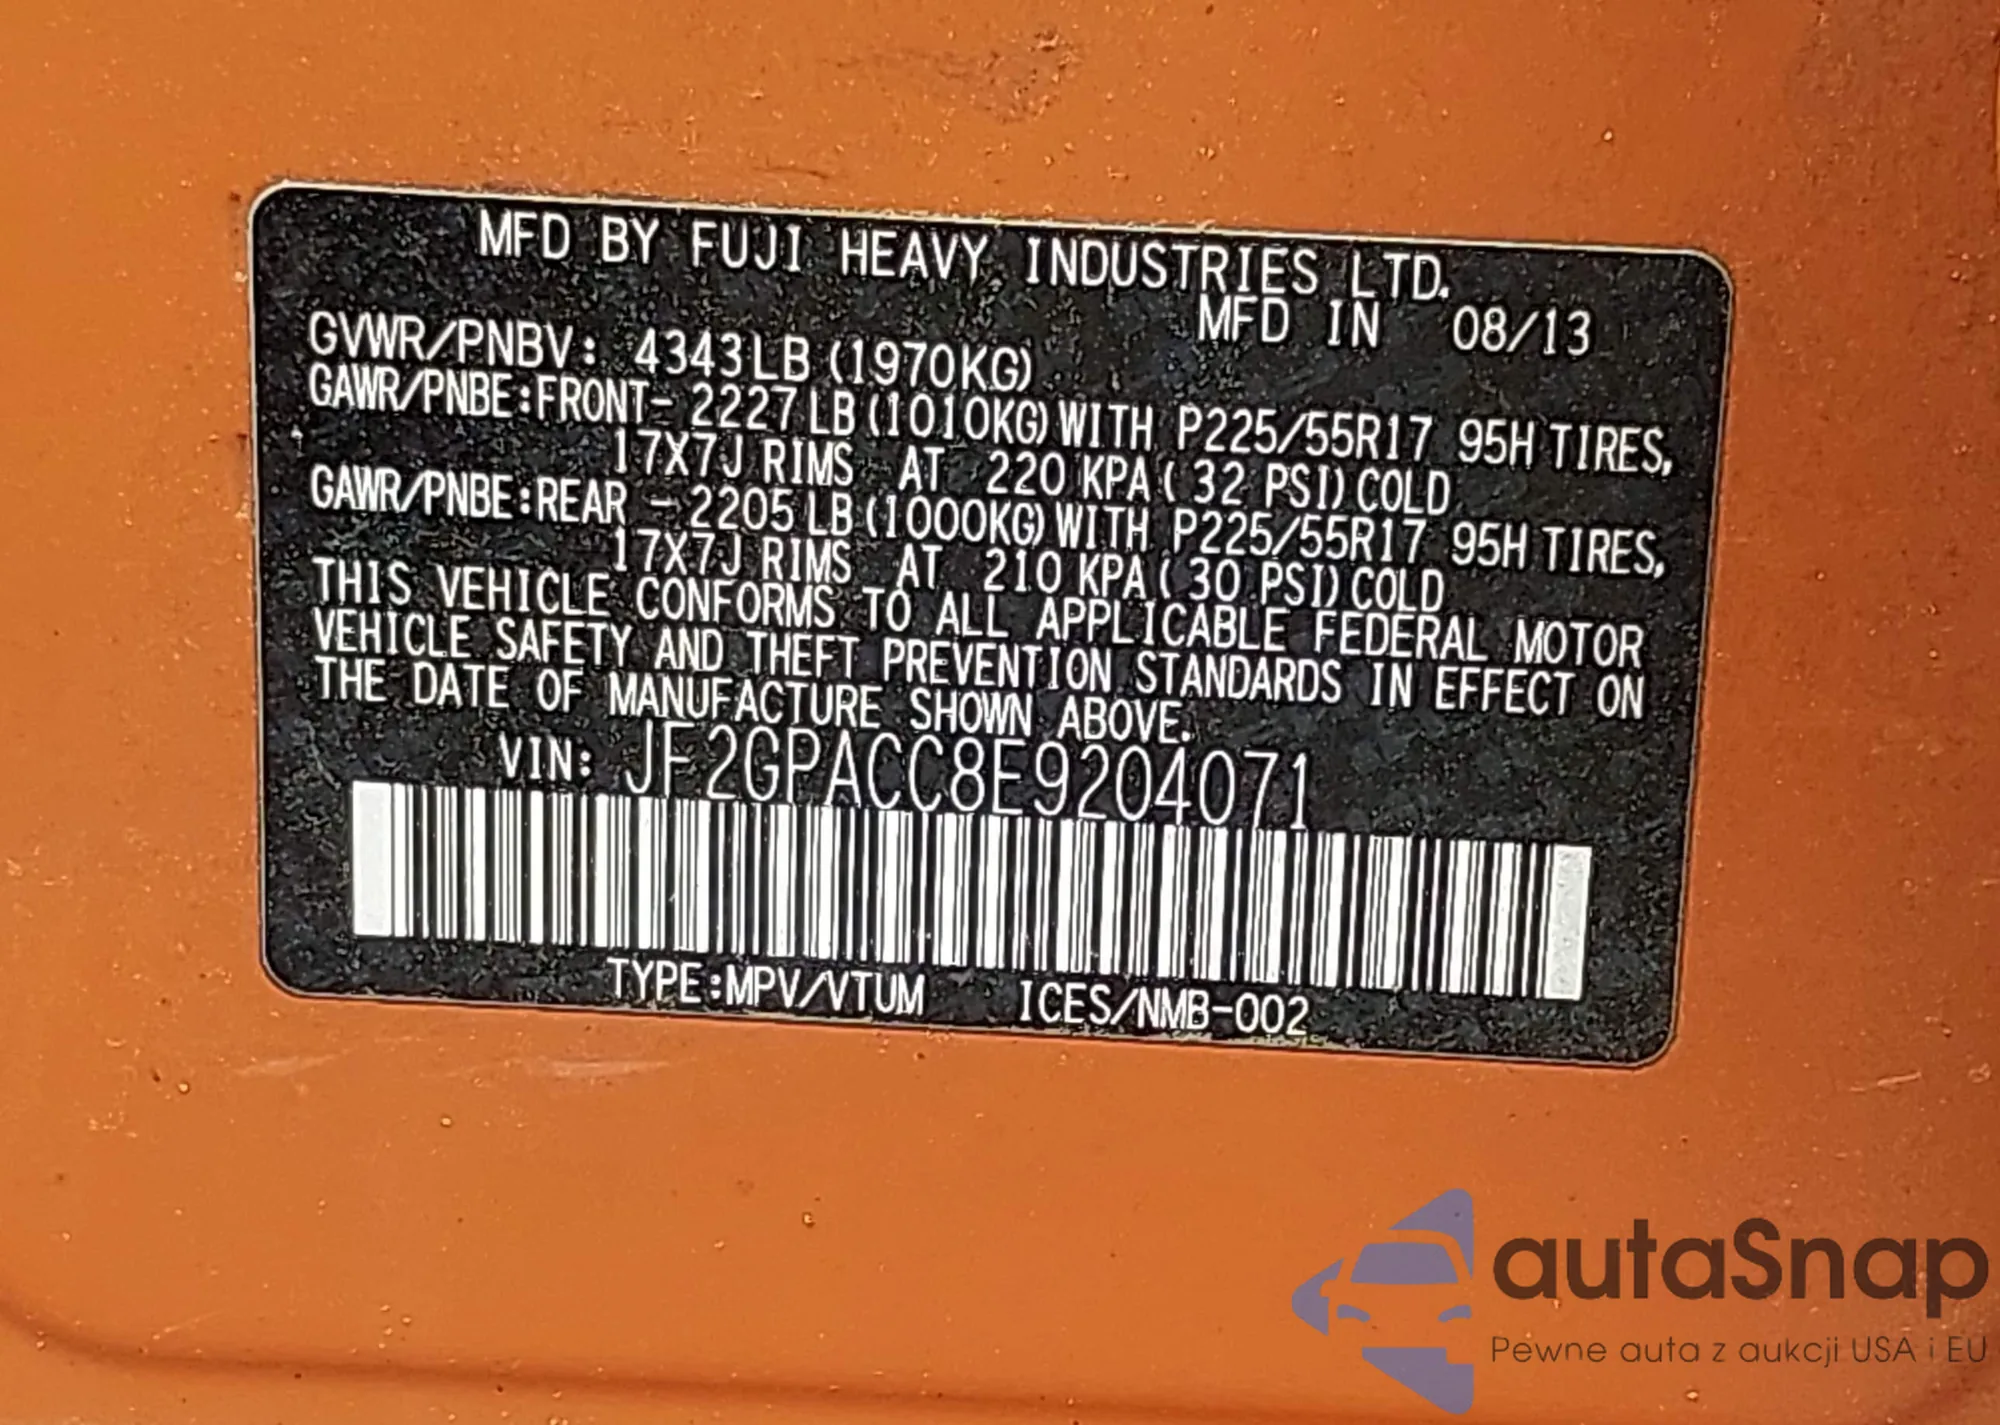 MFD BY FUJI HEAVY INDUSTRIES LTD.
MFD IN 08/13
GVWR/PNBV: 4343LB (1970KG)
GAWR/PNBE:FRONT- 2227 LB (1010KG) WITH P225/55R17 95H TIRES,
17X7J RIMS AT 220 KPA ( 32 PSI) COLD
GAWR/PNBE:REAR - 2205 LB (1000KG) WITH P225/55R17 95H TIRES,
17X7J RIMS AT 210 KPA ( 30 PSI) COLD
THIS VEHICLE CONFORMS TO ALL APPLICABLE FEDERAL MOTOR
VEHICLE SAFETY AND THEFT PREVENTION STANDARDS IN EFFECT ON
THE DATE OF MANUFACTURE SHOWN ABOVE.
VIN: JF2GPACC8E9204071
TYPE:MPV/VTUM ICES/NMB-002
autaSnap
Pewne auta z aukcji USA i EU